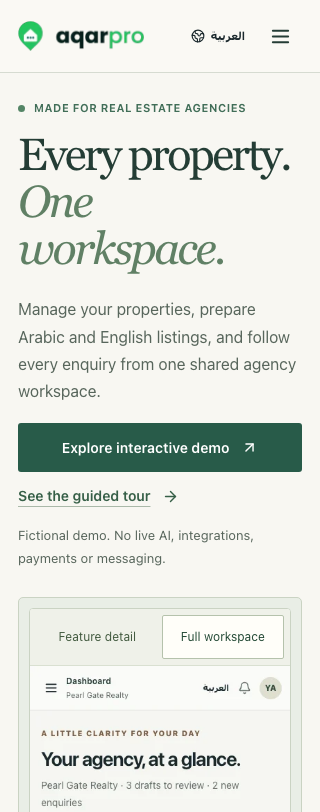 aqarpro
العربية
MADE FOR REAL ESTATE AGENCIES
Every property.
One
workspace.
Manage your properties, prepare
Arabic and English listings, and follow
every enquiry from one shared agency
workspace.
Explore interactive demo
See the guided tour
Fictional demo. No live AI, integrations,
payments or messaging.
Feature detail
Full workspace
Dashboard
Pearl Gate Realty
العربية
YA
A LITTLE CLARITY FOR YOUR DAY
Your agency, at a glance.
Pearl Gate Realty · 3 drafts to review · 2 new
enquiries